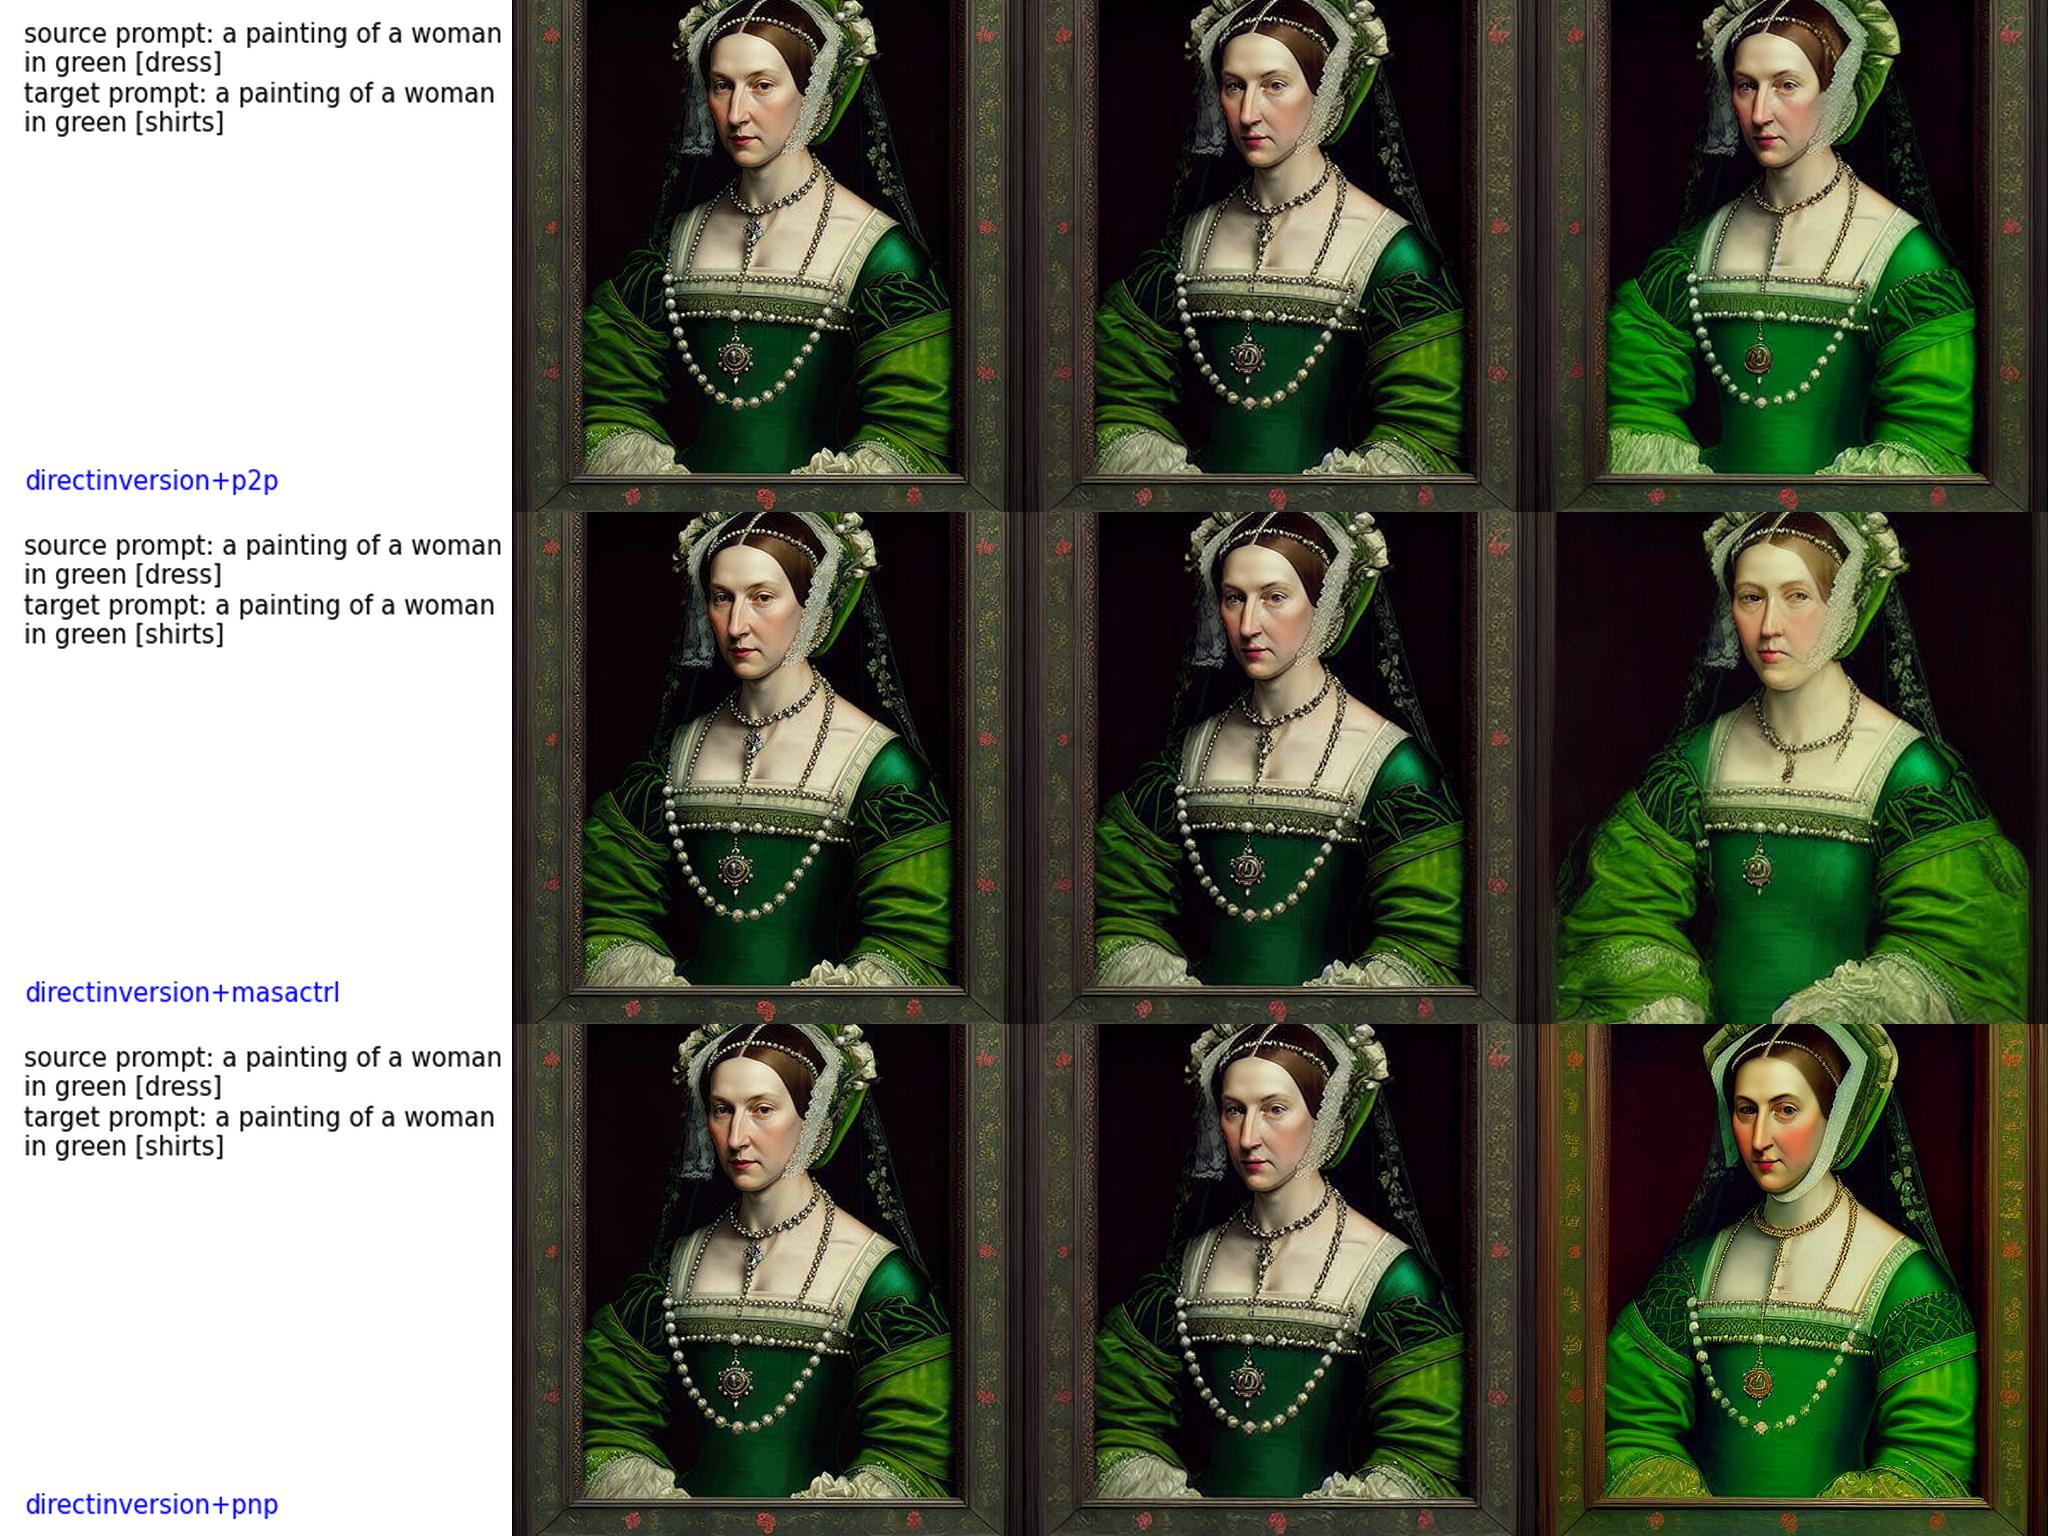 source prompt: a painting of a woman
in green [dress]
target prompt: a painting of a woman
in green [shirts]
directinversion+p2p
source prompt: a painting of a woman
in green [dress]
target prompt: a painting of a woman
in green [shirts]
directinversion+masactrl
source prompt: a painting of a woman
in green [dress]
target prompt: a painting of a woman
in green [shirts]
directinversion+pnp